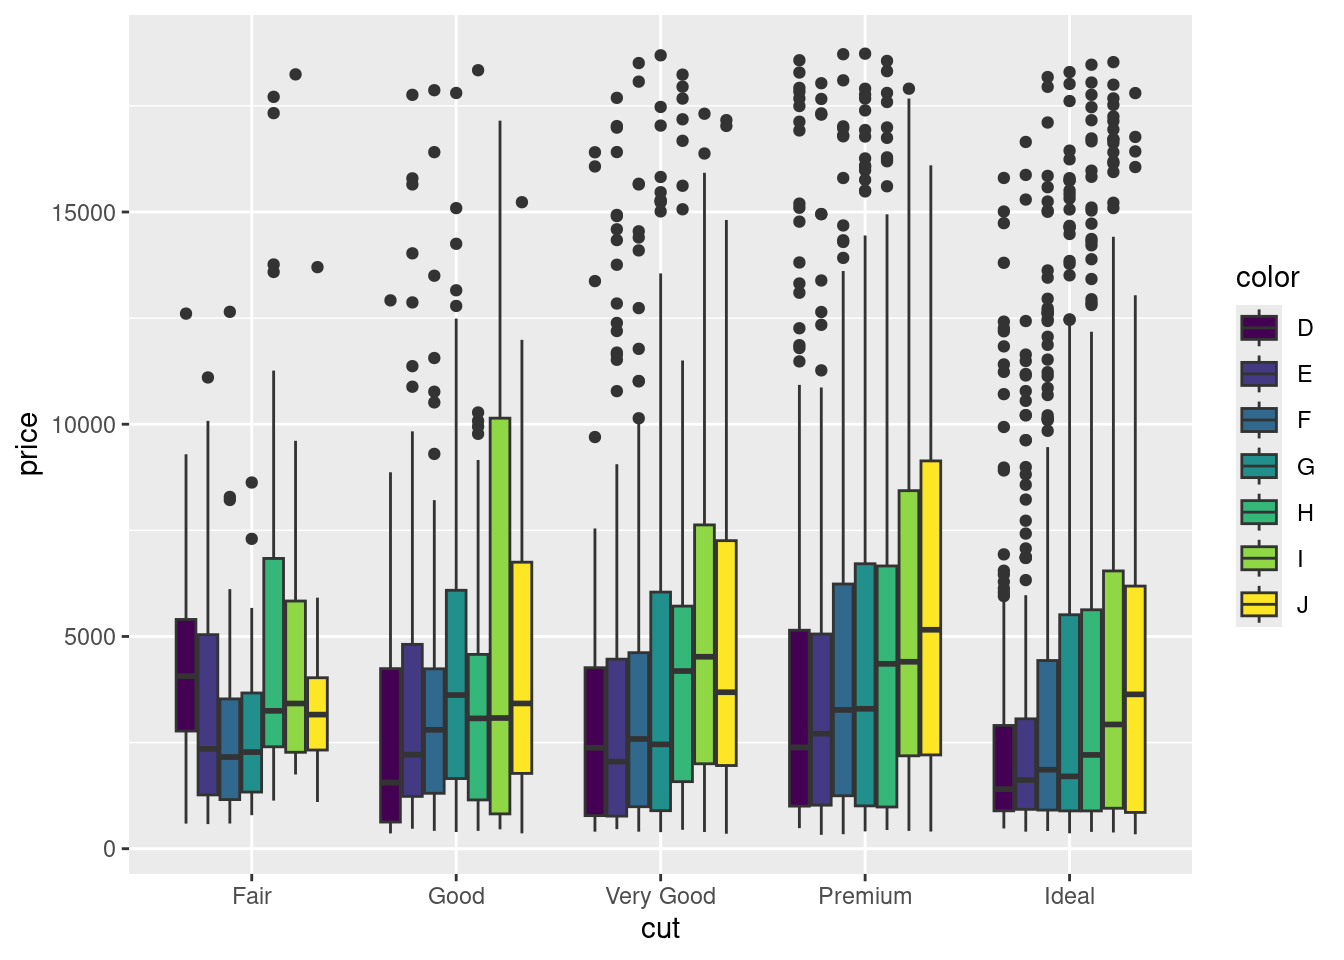 15000
10000
5000
0
price
Fair
Good
Very Good
Premium
Ideal
cut
color
D
E
F
G
H
I
J